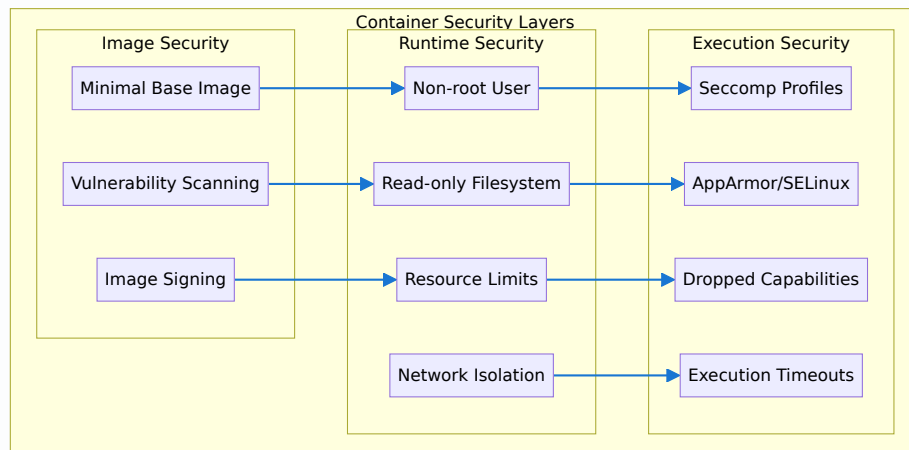 Container Security Layers
Image Security
Runtime Security
Execution Security
Minimal Base Image
Non-root User
Seccomp Profiles
Vulnerability Scanning
Read-only Filesystem
AppArmor/SELinux
Image Signing
Resource Limits
Dropped Capabilities
Network Isolation
Execution Timeouts